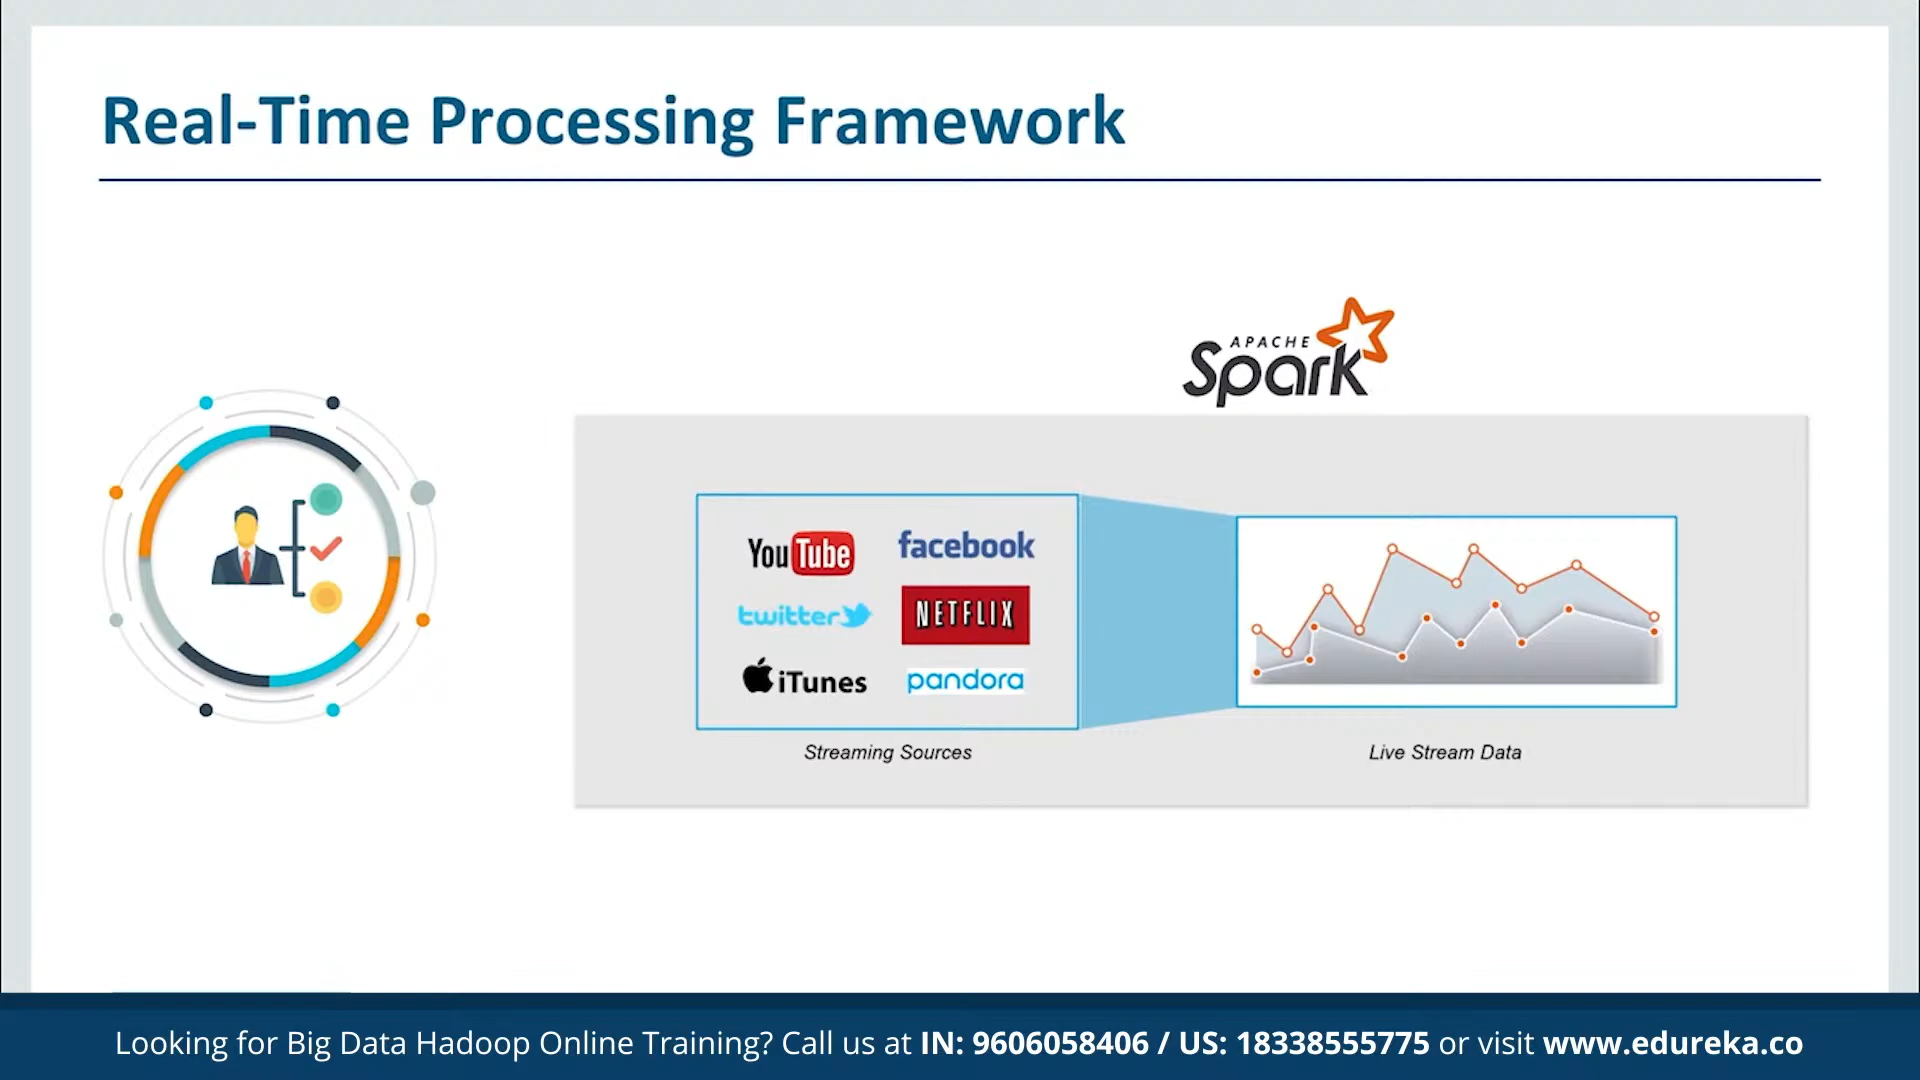 Real-Time Processing Framework
APACHE
Spark
YouTube
facebook
twitter
NETFLIX
iTunes
pandora
Streaming Sources
Live Stream Data
Looking for Big Data Hadoop Online Training? Call us at IN: 9606058406 / US: 18338555775 or visit www.edureka.co